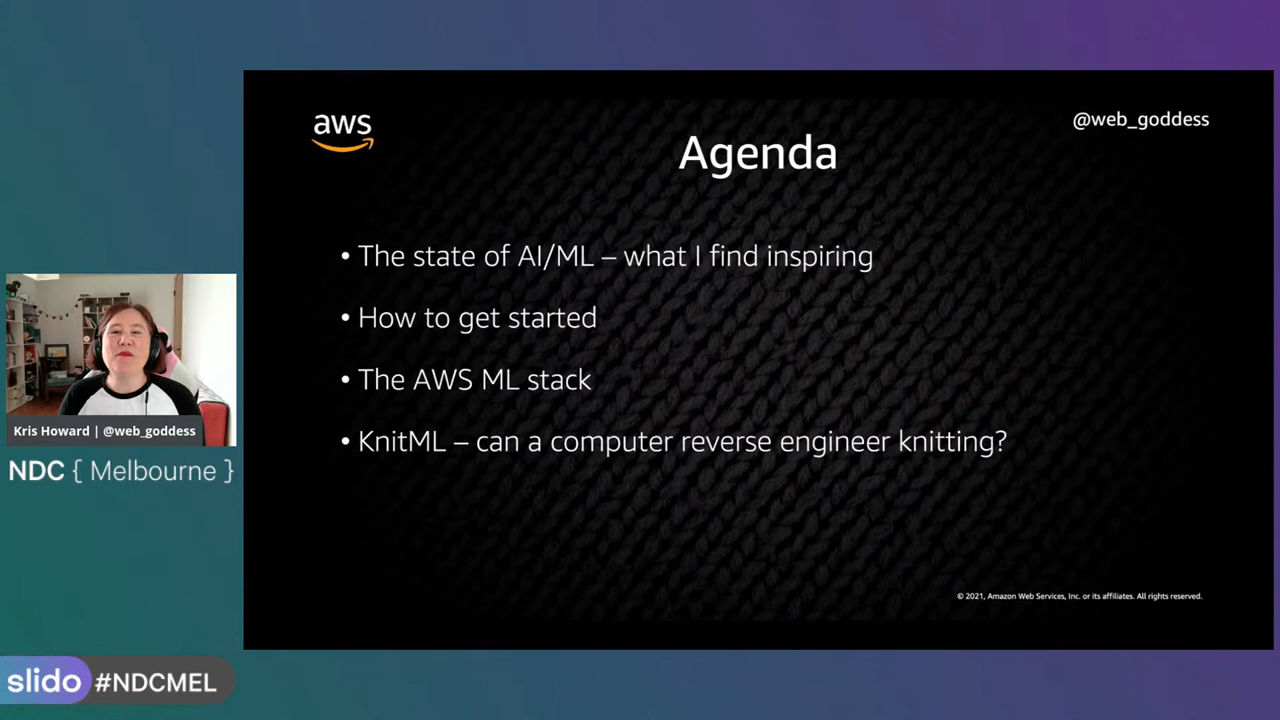 aws
@web_goddess
Agenda
• The state of AI/ML – what I find inspiring
• How to get started
• The AWS ML stack
• KnitML – can a computer reverse engineer knitting?
© 2021, Amazon Web Services, Inc. or its affiliates. All rights reserved.
Kris Howard | @web_goddess
NDC { Melbourne }
slido #NDCMEL